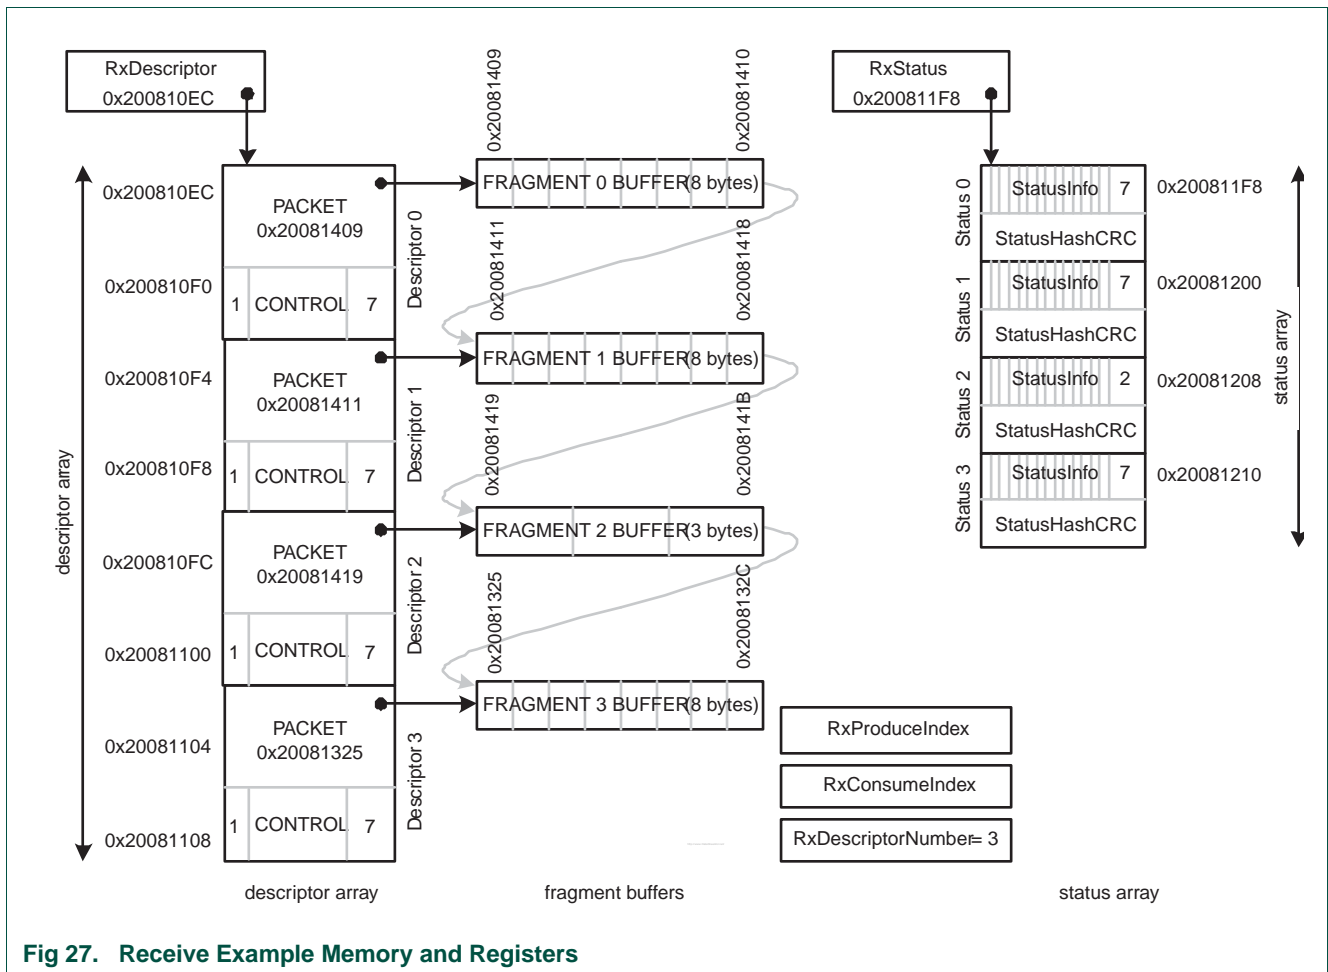 RxDescriptor
0x200810EC
0x20081409
0x20081410
RxStatus
0x200811F8
0x200810EC
PACKET
0x20081409
0x200810F0
1 CONTROL 7
Descriptor 0
FRAGMENT 0 BUFFER(8 bytes)
0x20081411
0x20081418
0x200810F4
PACKET
0x20081411
0x200810F8
1 CONTROL 7
Descriptor 1
FRAGMENT 1 BUFFER(8 bytes)
0x20081419
0x2008141B
0x200810FC
PACKET
0x20081419
0x20081100
1 CONTROL 7
Descriptor 2
FRAGMENT 2 BUFFER(3 bytes)
0x20081325
0x2008132C
0x20081104
PACKET
0x20081325
0x20081108
1 CONTROL 7
Descriptor 3
FRAGMENT 3 BUFFER(8 bytes)
descriptor array
Status 0
StatusInfo 7
0x200811F8
StatusHashCRC
Status 1
StatusInfo 7
0x20081200
StatusHashCRC
Status 2
StatusInfo 2
0x20081208
StatusHashCRC
Status 3
StatusInfo 7
0x20081210
StatusHashCRC
status array
RxProduceIndex
RxConsumeIndex
RxDescriptorNumber= 3
descriptor array
fragment buffers
status array
Fig 27. Receive Example Memory and Registers